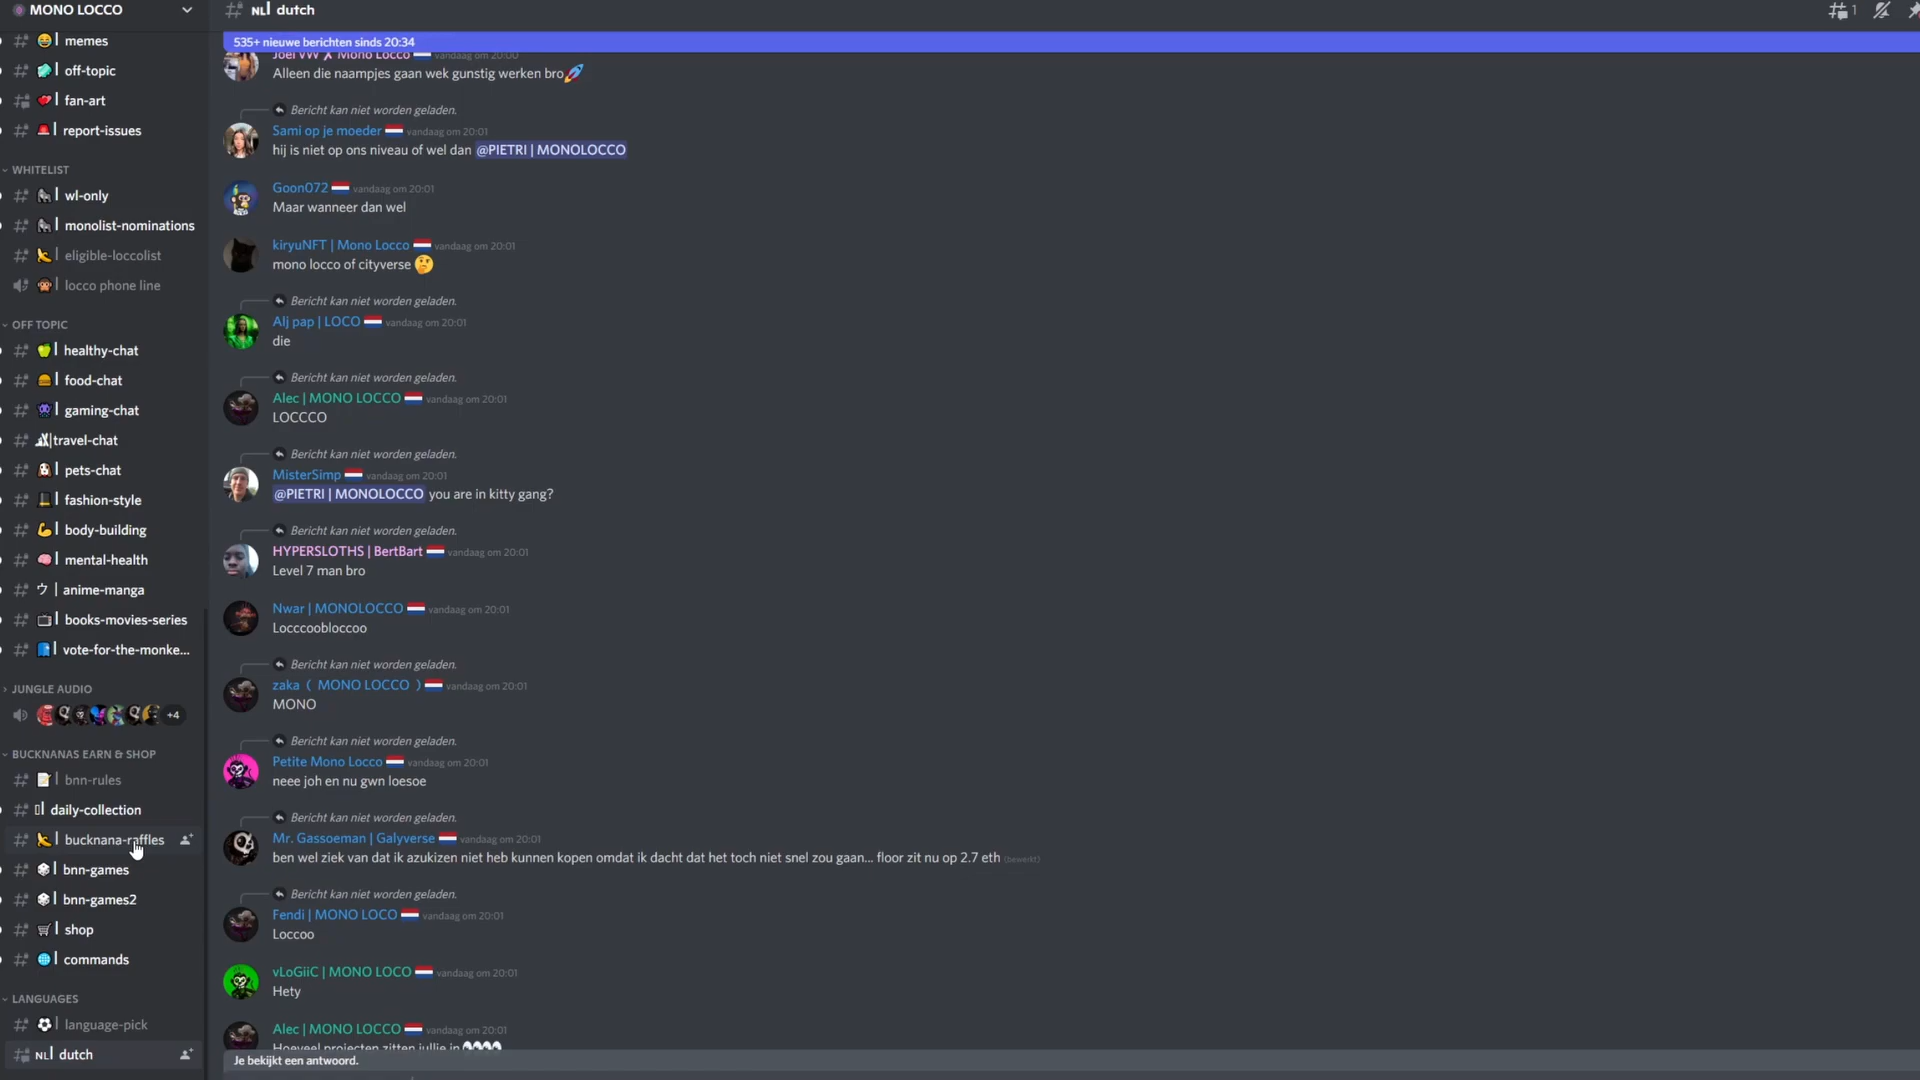 MONO LOCCO
memes
off-topic
fan-art
report-issues
WHITELIST
wl-only
monolist-nominations
eligible-loccolist
locco phone line
OFF TOPIC
healthy-chat
food-chat
gaming-chat
travel-chat
pets-chat
fashion-style
body-building
mental-health
ウ | anime-manga
books-movies-series
vote-for-the-monke...
JUNGLE AUDIO
+4
BUCKNANAS EARN & SHOP
bnn-rules
daily-collection
bucknana-raffles
bnn-games
bnn-games2
shop
commands
LANGUAGES
language-pick
NL dutch
# NL dutch
1
535+ nieuwe berichten sinds 20:34
Joel VVV X Mono Locco vandaag om 20:00
Alleen die naampjes gaan wek gunstig werken bro🚀
Bericht kan niet worden geladen.
Sami op je moeder vandaag om 20:01
hij is niet op ons niveau of wel dan @PIETRI | MONOLOCCO
Goon072 vandaag om 20:01
Maar wanneer dan wel
kiryuNFT | Mono Locco vandaag om 20:01
mono locco of cityverse 🤔
Bericht kan niet worden geladen.
Alj pap | LOCO vandaag om 20:01
die
Bericht kan niet worden geladen.
Alec | MONO LOCCO vandaag om 20:01
LOCCCO
Bericht kan niet worden geladen.
MisterSimp vandaag om 20:01
@PIETRI | MONOLOCCO you are in kitty gang?
Bericht kan niet worden geladen.
HYPERSLOTHS | BertBart vandaag om 20:01
Level 7 man bro
Nwar | MONOLOCCO vandaag om 20:01
Locccoobloccoo
Bericht kan niet worden geladen.
zaka ( MONO LOCCO ) vandaag om 20:01
MONO
Bericht kan niet worden geladen.
Petite Mono Locco vandaag om 20:01
neee joh en nu gwn loesoe
Bericht kan niet worden geladen.
Mr. Gassoeman | Galyverse vandaag om 20:01
ben wel ziek van dat ik azukizen niet heb kunnen kopen omdat ik dacht dat het toch niet snel zou gaan... floor zit nu op 2.7 eth (bewerkt)
Bericht kan niet worden geladen.
Fendi | MONO LOCO vandaag om 20:01
Loccoo
vLoGiiC | MONO LOCO vandaag om 20:01
Hety
Alec | MONO LOCCO vandaag om 20:01
Hoeveel projecten zitten jullie in 👀👀
Je bekijkt een antwoord.